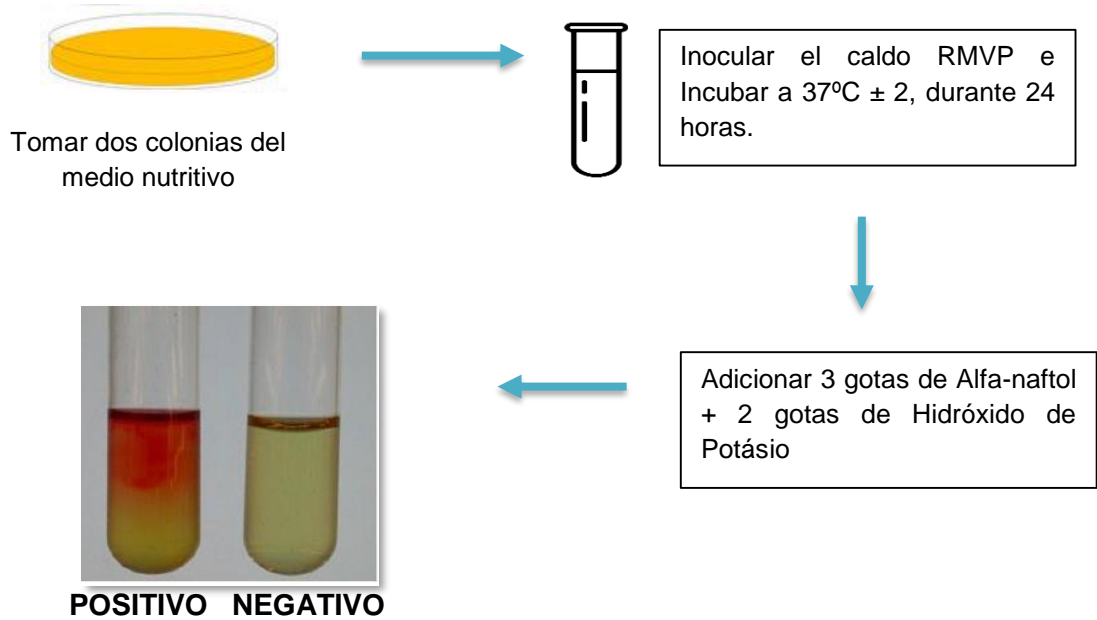 Tomar dos colonias del
medio nutritivo
Inocular el caldo RMVP e
Incubar a 37ºC ± 2, durante 24
horas.
Adicionar 3 gotas de Alfa-naftol
+ 2 gotas de Hidróxido de
Potásio
POSITIVO NEGATIVO